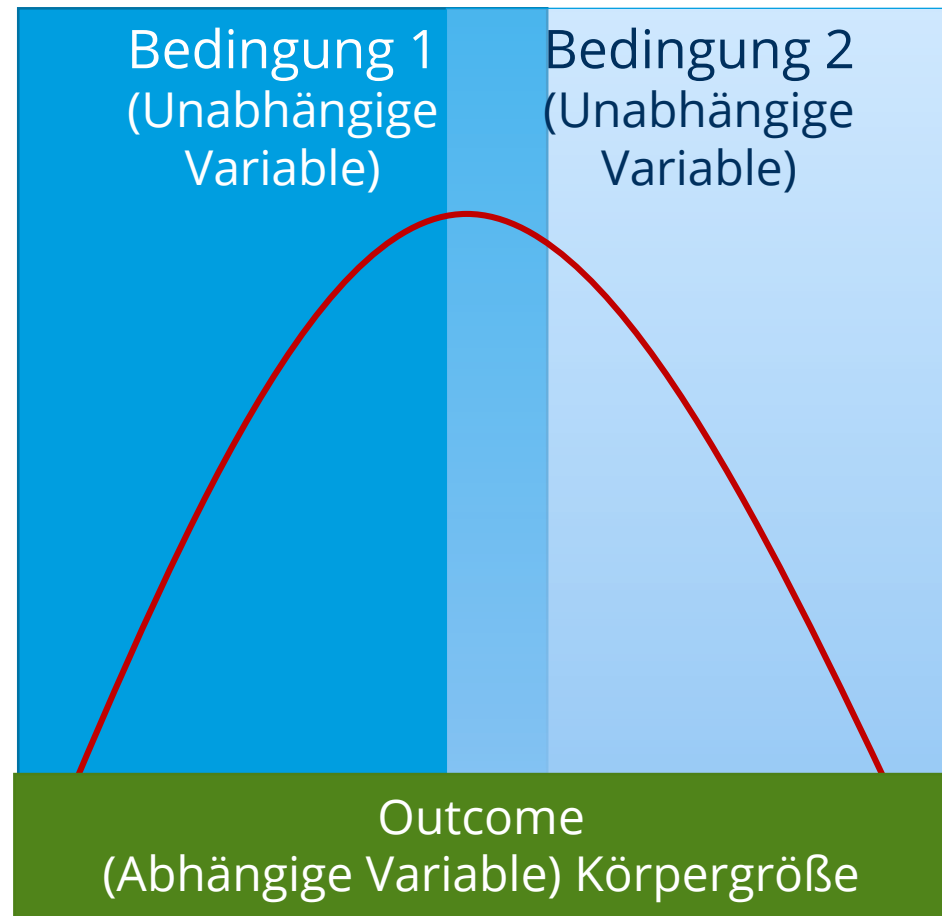 Bedingung 1
(Unabhängige
Variable)
Bedingung 2
(Unabhängige
Variable)
Outcome
(Abhängige Variable) Körpergröße